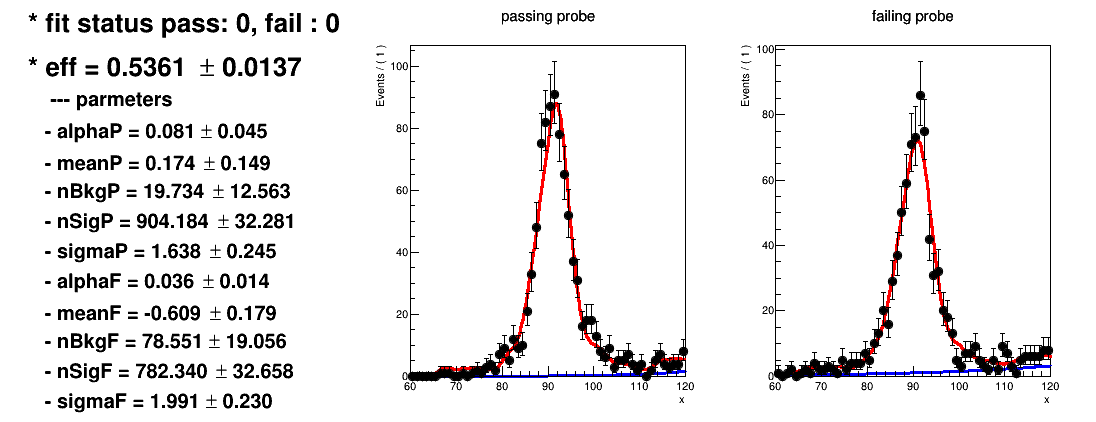 * fit status pass: 0, fail : 0
* eff = 0.5361 ± 0.0137
--- parmeters
- alphaP = 0.081 ± 0.045
- meanP = 0.174 ± 0.149
- nBkgP = 19.734 ± 12.563
- nSigP = 904.184 ± 32.281
- sigmaP = 1.638 ± 0.245
- alphaF = 0.036 ± 0.014
- meanF = -0.609 ± 0.179
- nBkgF = 78.551 ± 19.056
- nSigF = 782.340 ± 32.658
- sigmaF = 1.991 ± 0.230
passing probe
Events / ( 1 )
100
80
60
40
20
0
60 70 80 90 100 110 120
x
failing probe
Events / ( 1 )
100
80
60
40
20
0
60 70 80 90 100 110 120
x